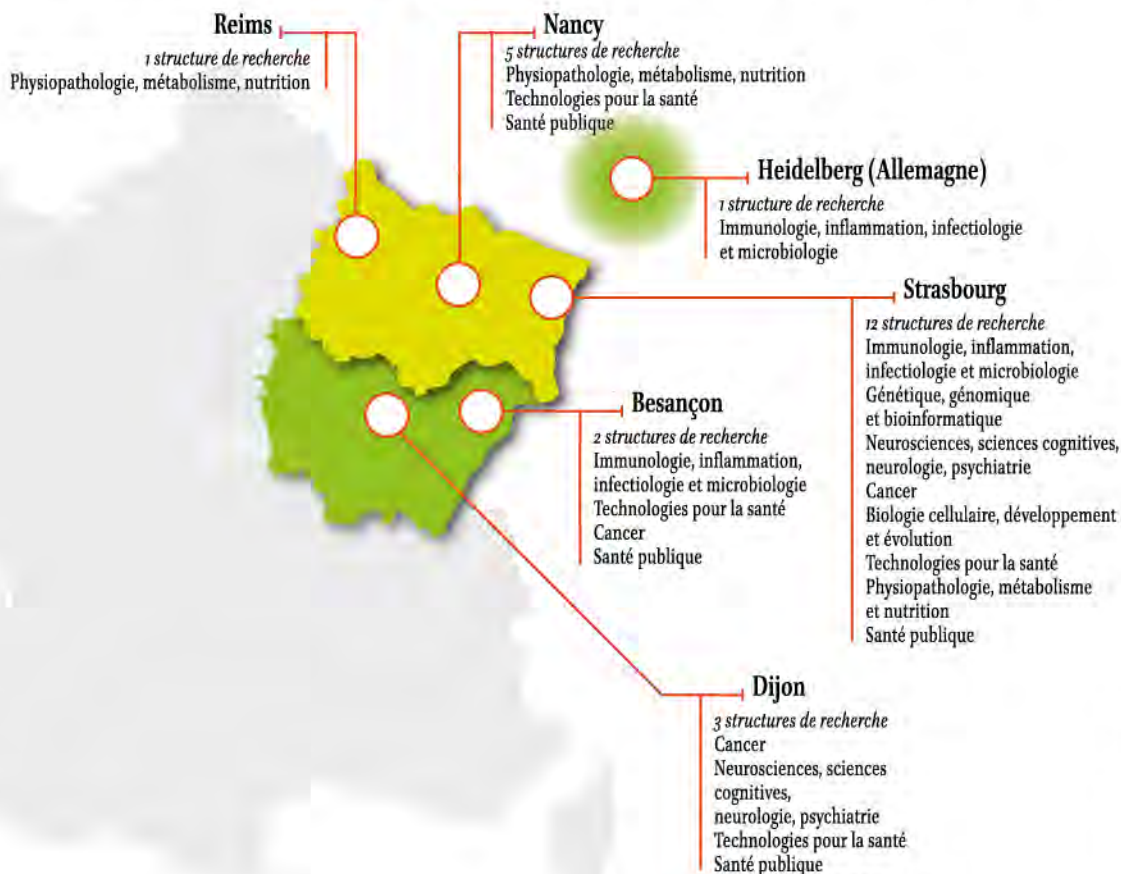 Reims
1 structure de recherche
Physiopathologie, métabolisme, nutrition
Nancy
5 structures de recherche
Physiopathologie, métabolisme, nutrition
Technologies pour la santé
Santé publique
Heidelberg (Allemagne)
1 structure de recherche
Immunologie, inflammation, infectiologie
et microbiologie
Strasbourg
12 structures de recherche
Immunologie, inflammation,
infectiologie et microbiologie
Génétique, génomique
et bioinformatique
Neurosciences, sciences cognitives,
neurologie, psychiatrie
Cancer
Biologie cellulaire, développement
et évolution
Technologies pour la santé
Physiopathologie, métabolisme
et nutrition
Santé publique
Besançon
2 structures de recherche
Immunologie, inflammation,
infectiologie et microbiologie
Technologies pour la santé
Cancer
Santé publique
Dijon
3 structures de recherche
Cancer
Neurosciences, sciences
cognitives,
neurologie, psychiatrie
Technologies pour la santé
Santé publique